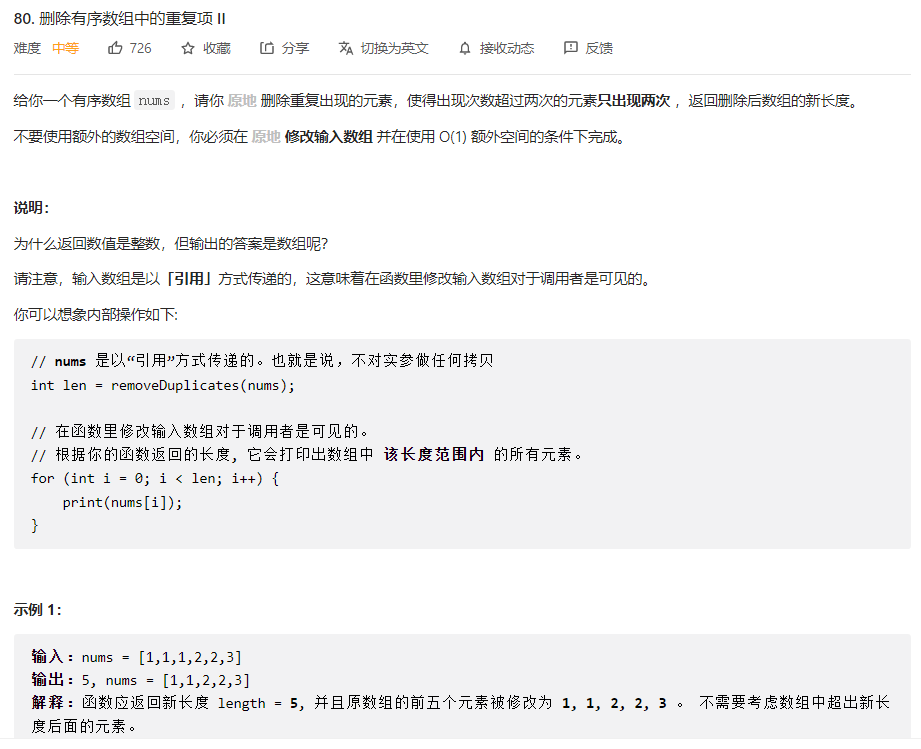 80. 删除有序数组中的重复项 II
难度 中等 726 收藏 分享 切换为英文 接收动态 反馈
给你一个有序数组 nums ，请你 原地 删除重复出现的元素，使得出现次数超过两次的元素只出现两次 ，返回删除后数组的新长度。
不要使用额外的数组空间，你必须在 原地 修改输入数组 并在使用 O(1) 额外空间的条件下完成。
说明：
为什么返回数值是整数，但输出的答案是数组呢？
请注意，输入数组是以「引用」方式传递的，这意味着在函数里修改输入数组对于调用者是可见的。
你可以想象内部操作如下:
// nums 是以“引用”方式传递的。也就是说，不对实参做任何拷贝
int len = removeDuplicates(nums);
// 在函数里修改输入数组对于调用者是可见的。
// 根据你的函数返回的长度, 它会打印出数组中 该长度范围内 的所有元素。
for (int i = 0; i < len; i++) {
    print(nums[i]);
}
示例 1：
输入：nums = [1,1,1,2,2,3]
输出：5, nums = [1,1,2,2,3]
解释：函数应返回新长度 length = 5, 并且原数组的前五个元素被修改为 1, 1, 2, 2, 3 。 不需要考虑数组中超出新长
度后面的元素。